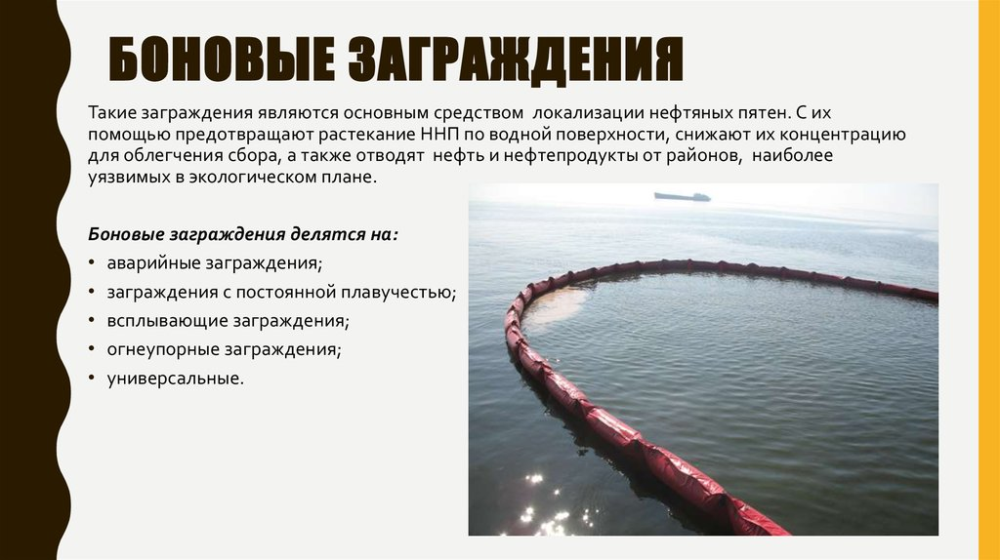 БОНОВЫЕ ЗАГРАЖДЕНИЯ
Такие заграждения являются основным средством локализации нефтяных пятен. С их
помощью предотвращают растекание ННП по водной поверхности, снижают их концентрацию
для облегчения сбора, а также отводят нефть и нефтепродукты от районов, наиболее
уязвимых в экологическом плане.
Боновые заграждения делятся на:
• аварийные заграждения;
• заграждения с постоянной плавучестью;
• всплывающие заграждения;
• огнеупорные заграждения;
• универсальные.